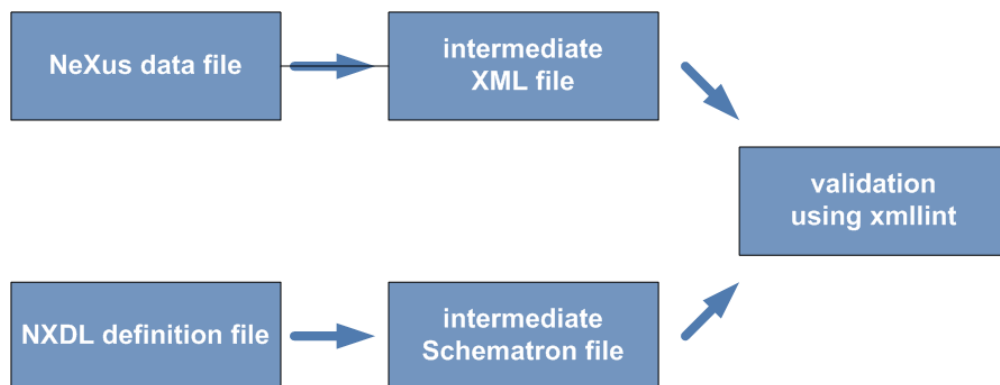 NeXus data file
intermediate
XML file
validation
using xmllint
NXDL definition file
intermediate
Schematron file